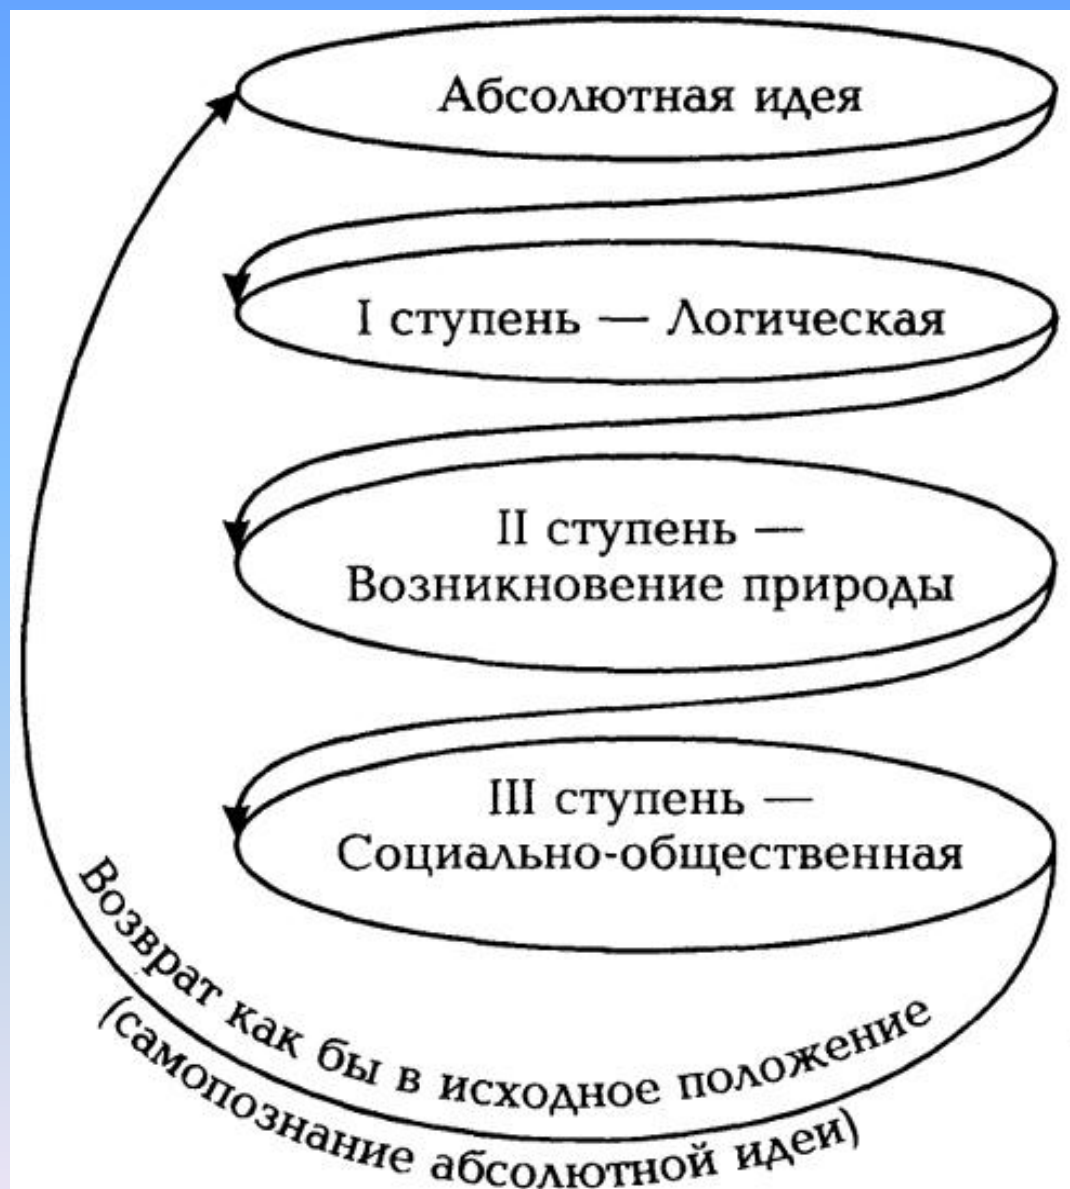 Абсолютная идея
I ступень — Логическая
II ступень —
Возникновение природы
III ступень —
Социально-общественная
Возврат как бы в исходное положение
(самопознание абсолютной идеи)